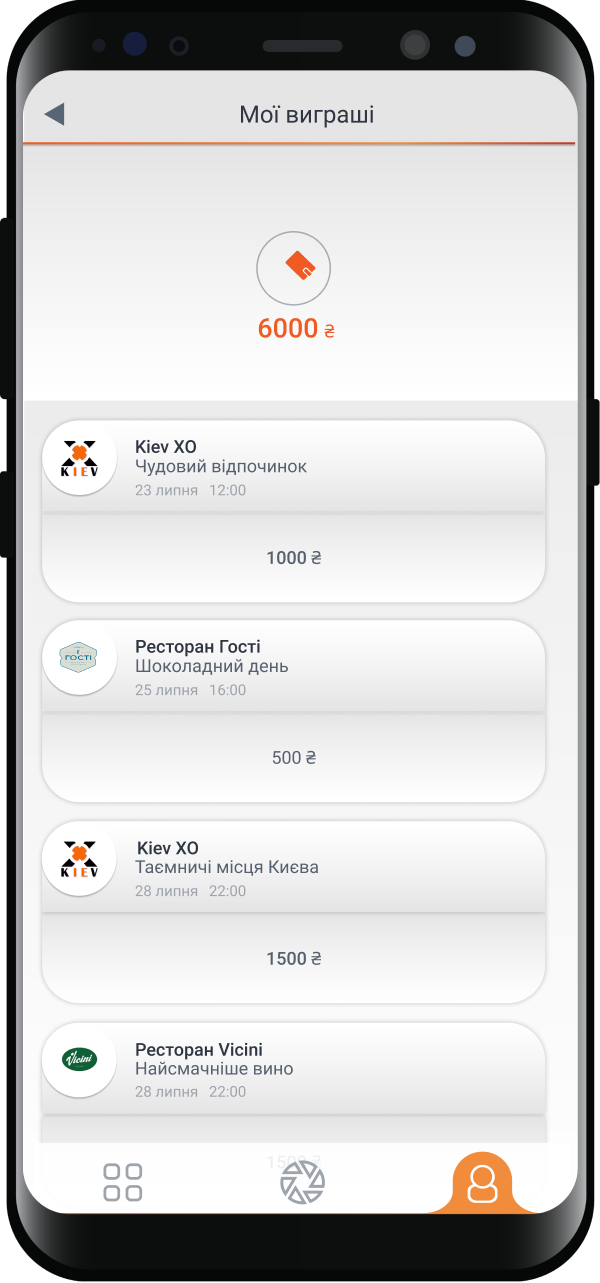 Мої виграші
6000 ₴
KIEV
Kiev XO
Чудовий відпочинок
23 липня 12:00
1000 ₴
ГОСТІ
Ресторан Гості
Шоколадний день
25 липня 16:00
500 ₴
KIEV
Kiev XO
Таємничі місця Києва
28 липня 22:00
1500 ₴
Vicini
Ресторан Vicini
Найсмачніше вино
28 липня 22:00
1500 ₴